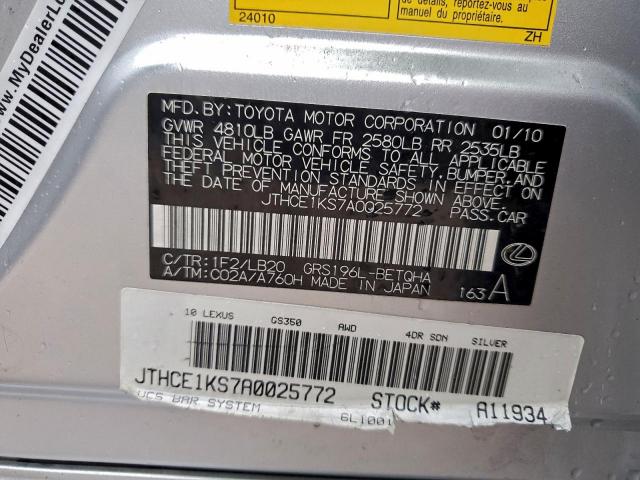 www.MyDealerLo
24010
de détails, reportez-vous au
manuel du propriétaire.
ZH
MFD. BY: TOYOTA MOTOR CORPORATION 01/10
GVWR 4810LB GAWR FR 2580LB RR 2535LB
THIS VEHICLE CONFORMS TO ALL APPLICABLE
FEDERAL MOTOR VEHICLE SAFETY, BUMPER, AND
THEFT PREVENTION STANDARDS IN EFFECT ON
THE DATE OF MANUFACTURE SHOWN ABOVE.
JTHCE1KS7A0025772 PASS.CAR
C/TR: 1F2/LB20 GRS196L-BETQHA
A/TM: C02A/A760H MADE IN JAPAN
163 A
10 LEXUS GS350 AWD 4DR SDN SILVER
JTHCE1KS7A0025772 STOCK# A11934
VCS BAR SYSTEM 6L1001